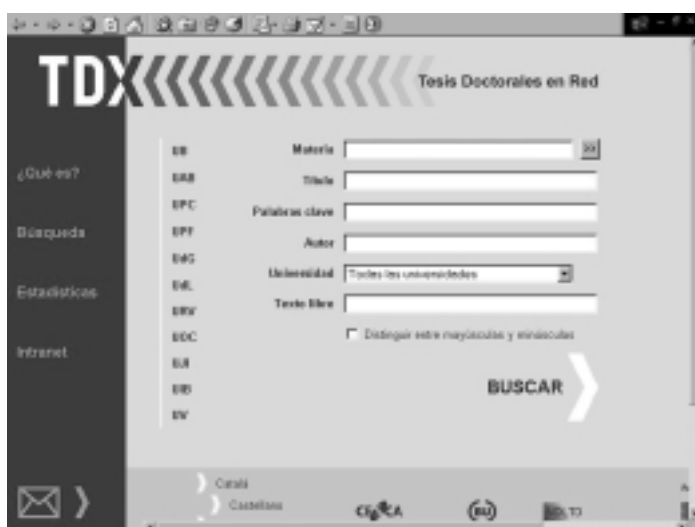 TDX
Tesis Doctorales en Red
¿Qué es?
Búsqueda
Estadísticas
Intranet
UB
UAB
UPC
UPF
UdG
UdL
URV
UOC
UJI
UIB
UV
Materia
>>
Título
Palabras clave
Autor
Universidad Todas las universidades
Texto libre
Distinguir entre mayúsculas y minúsculas
BUSCAR
Català
Castellano
CESCA